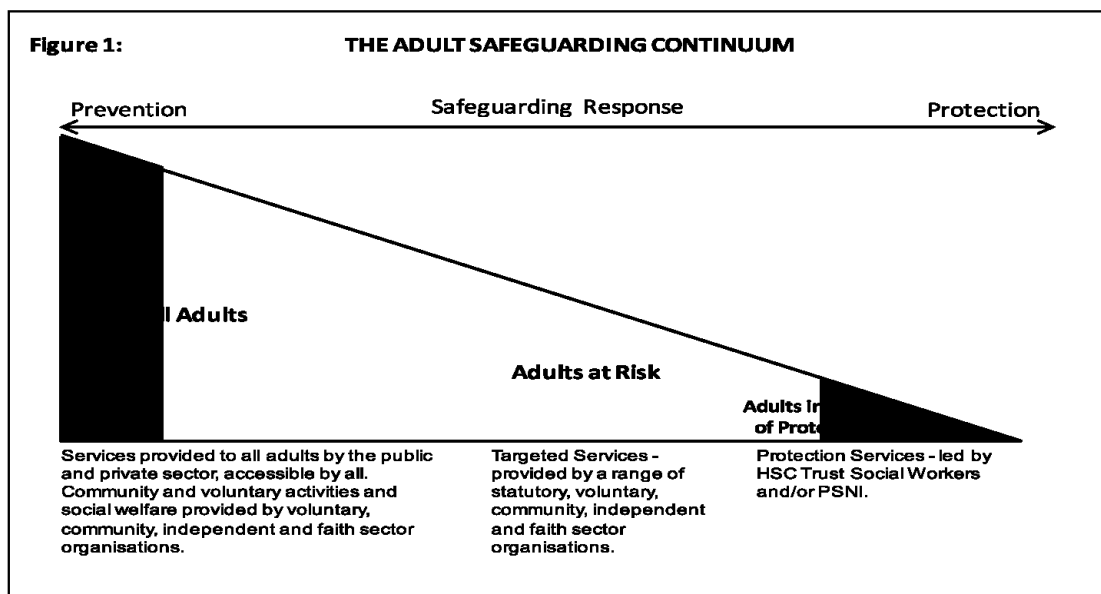 Figure 1: THE ADULT SAFEGUARDING CONTINUUM
Prevention Safeguarding Response Protection
Adults
Adults at Risk
Adults in
of
Services provided to all adults by the public
and private sector, accessible by all.
Community and voluntary activities and
social welfare provided by voluntary,
community, independent and faith sector
organisations.
Targeted Services -
provided by a range of
statutory, voluntary,
community, independent
and faith sector
organisations.
Protection Services - led by
HSC Trust Social Workers
and/or PSNI.